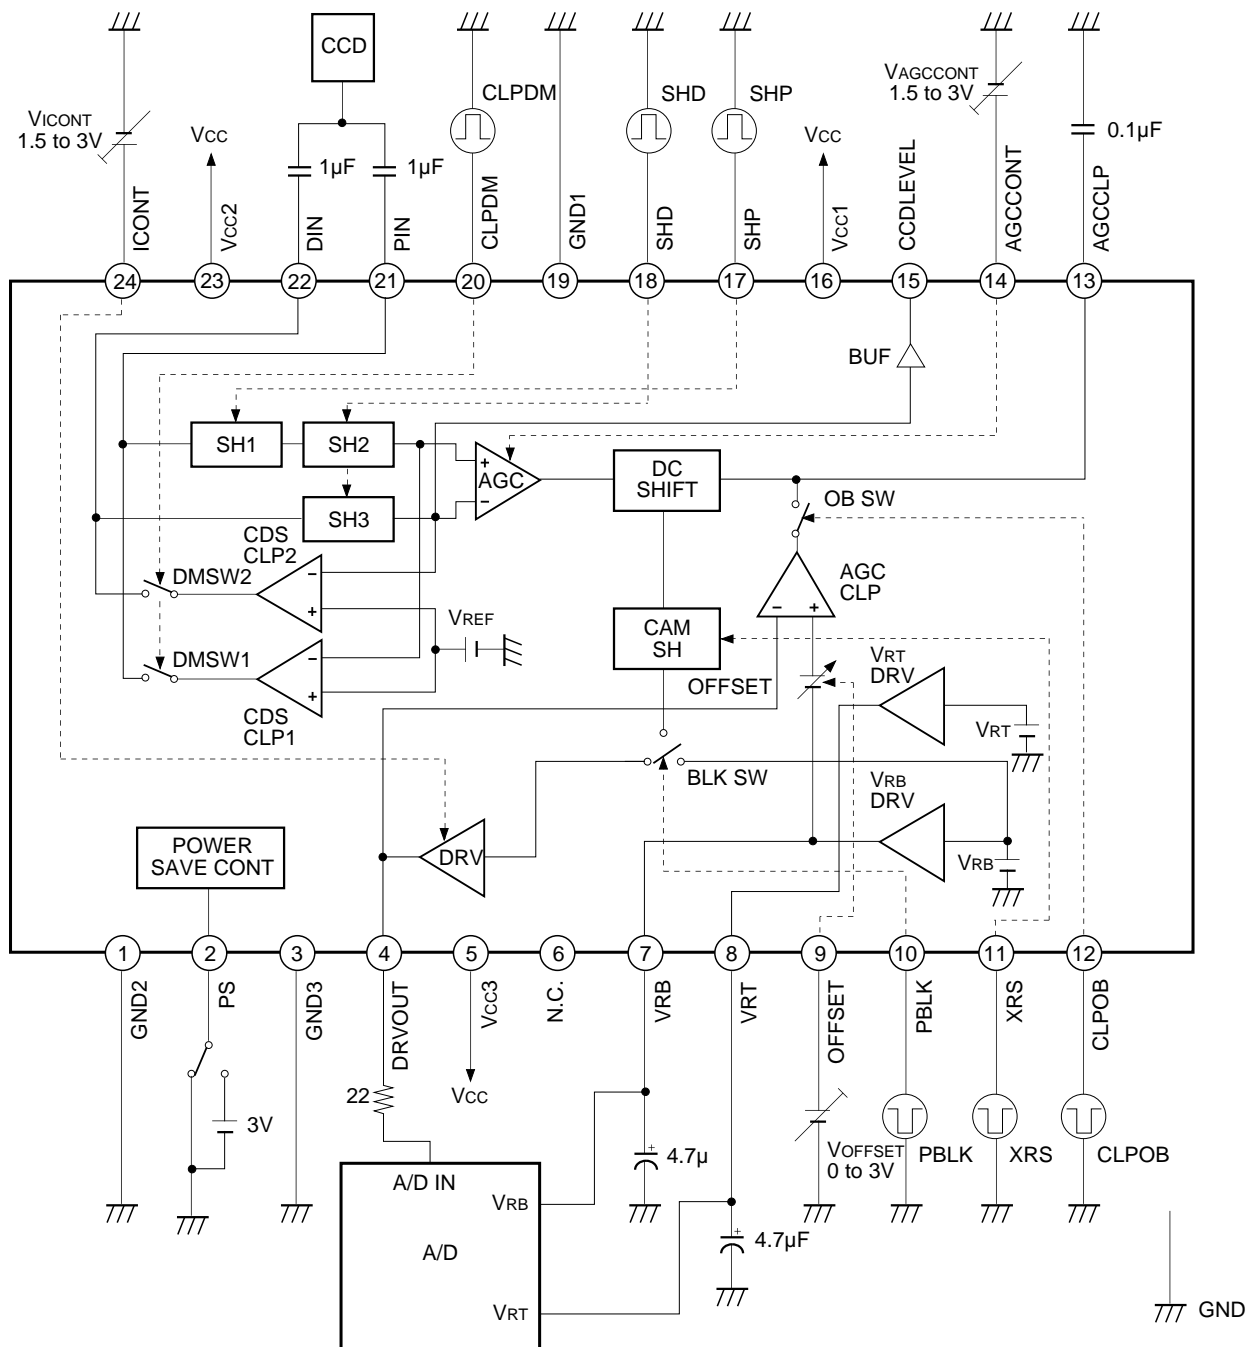 CCD
VICONT
1.5 to 3V
VCC
1µF
1µF
CLPDM
SHD
SHP
VCC
VAGCCONT
1.5 to 3V
0.1µF
ICONT
VCC2
DIN
PIN
CLPDM
GND1
SHD
SHP
VCC1
CCDLEVEL
AGCCONT
AGCCLP
24
23
22
21
20
19
18
17
16
15
14
13
BUF
SH1
SH2
SH3
+
AGC
−
DC
SHIFT
OB SW
CDS
CLP2
DMSW2
−
+
AGC
CLP
−
+
VREF
CAM
SH
DMSW1
−
+
CDS
CLP1
OFFSET
VRT
DRV
VRT
BLK SW
VRB
DRV
VRB
DRV
POWER
SAVE CONT
1
2
3
4
5
6
7
8
9
10
11
12
GND2
PS
GND3
DRVOUT
VCC3
N.C.
VRB
VRT
OFFSET
PBLK
XRS
CLPOB
22
VCC
3V
+
4.7µ
VOFFSET
0 to 3V
PBLK
XRS
CLPOB
A/D IN
VRB
A/D
+
4.7µF
VRT
GND